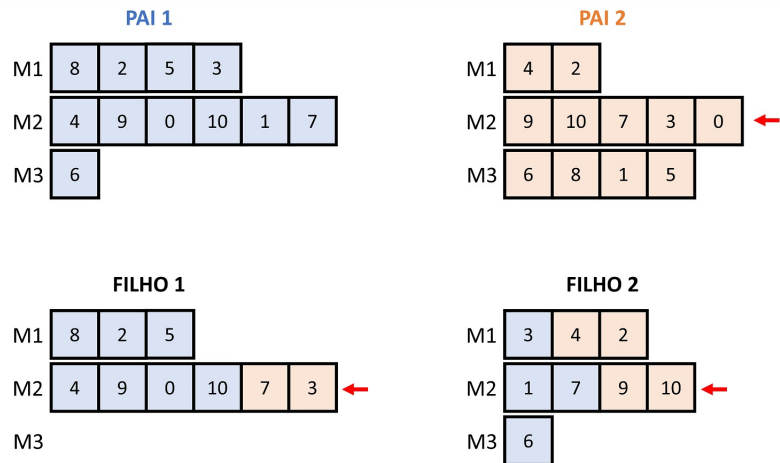 PAI 1
M1 8 2 5 3
M2 4 9 0 10 1 7
M3 6
PAI 2
M1 4 2
M2 9 10 7 3 0
M3 6 8 1 5
FILHO 1
M1 8 2 5
M2 4 9 0 10 7 3
M3
FILHO 2
M1 3 4 2
M2 1 7 9 10
M3 6